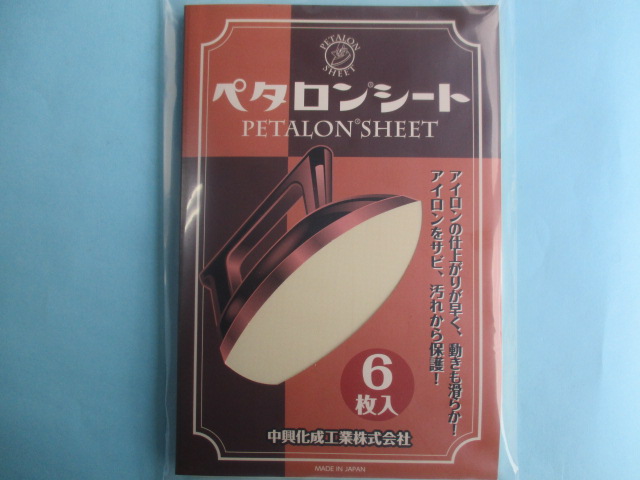 PETALON
SHEET
ペタロン®シート
PETALON®SHEET
アイロンの仕上がりが早く、動きも滑らか！
アイロンをサビ、汚れから保護！
6
枚入
中興化成工業株式会社
MADE IN JAPAN